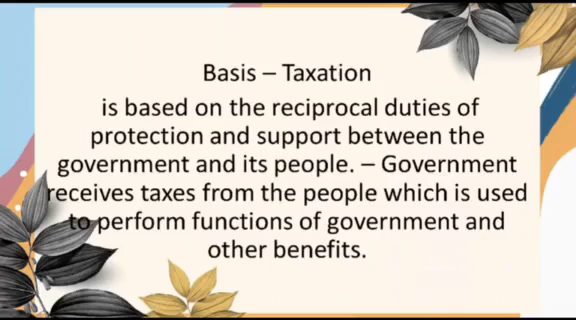 Basis – Taxation
is based on the reciprocal duties of
protection and support between the
government and its people. – Government
receives taxes from the people which is used
to perform functions of government and
other benefits.